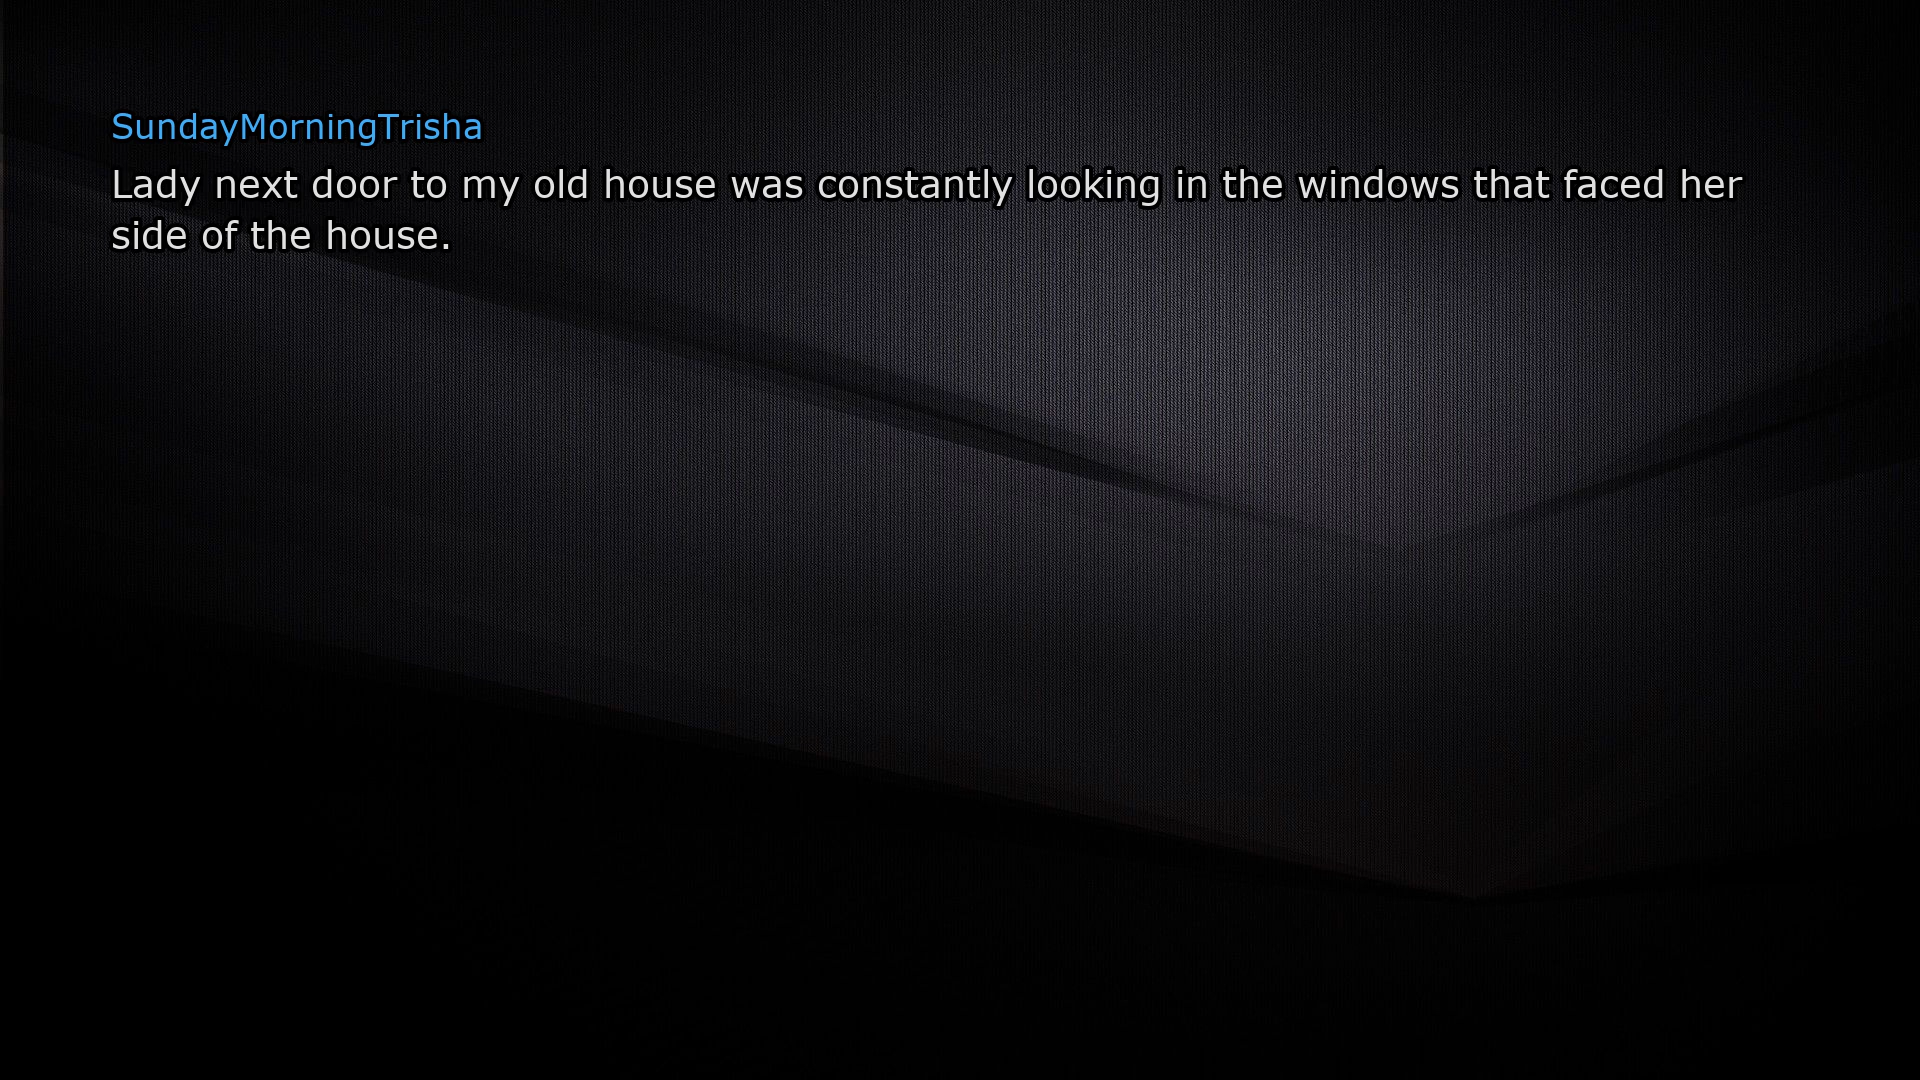 SundayMorningTrisha
Lady next door to my old house was constantly looking in the windows that faced her
side of the house.